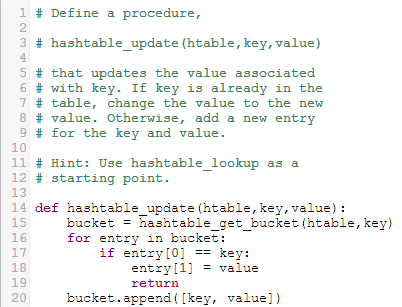 1 # Define a procedure,
2
3 # hashtable_update(htable,key,value)
4
5 # that updates the value associated
6 # with key. If key is already in the
7 # table, change the value to the new
8 # value. Otherwise, add a new entry
9 # for the key and value.
10
11 # Hint: Use hashtable_lookup as a
12 # starting point.
13
14 def hashtable_update(htable,key,value):
15     bucket = hashtable_get_bucket(htable,key)
16     for entry in bucket:
17         if entry[0] == key:
18             entry[1] = value
19             return
20     bucket.append([key, value])